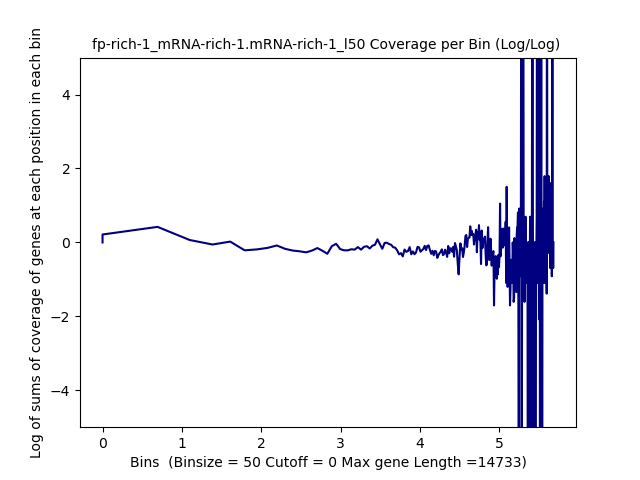 fp-rich-1_mRNA-rich-1.mRNA-rich-1_l50 Coverage per Bin (Log/Log)
Log of sums of coverage of genes at each position in each bin
4
2
0
−2
−4
0 1 2 3 4 5
Bins  (Binsize = 50 Cutoff = 0 Max gene Length =14733)